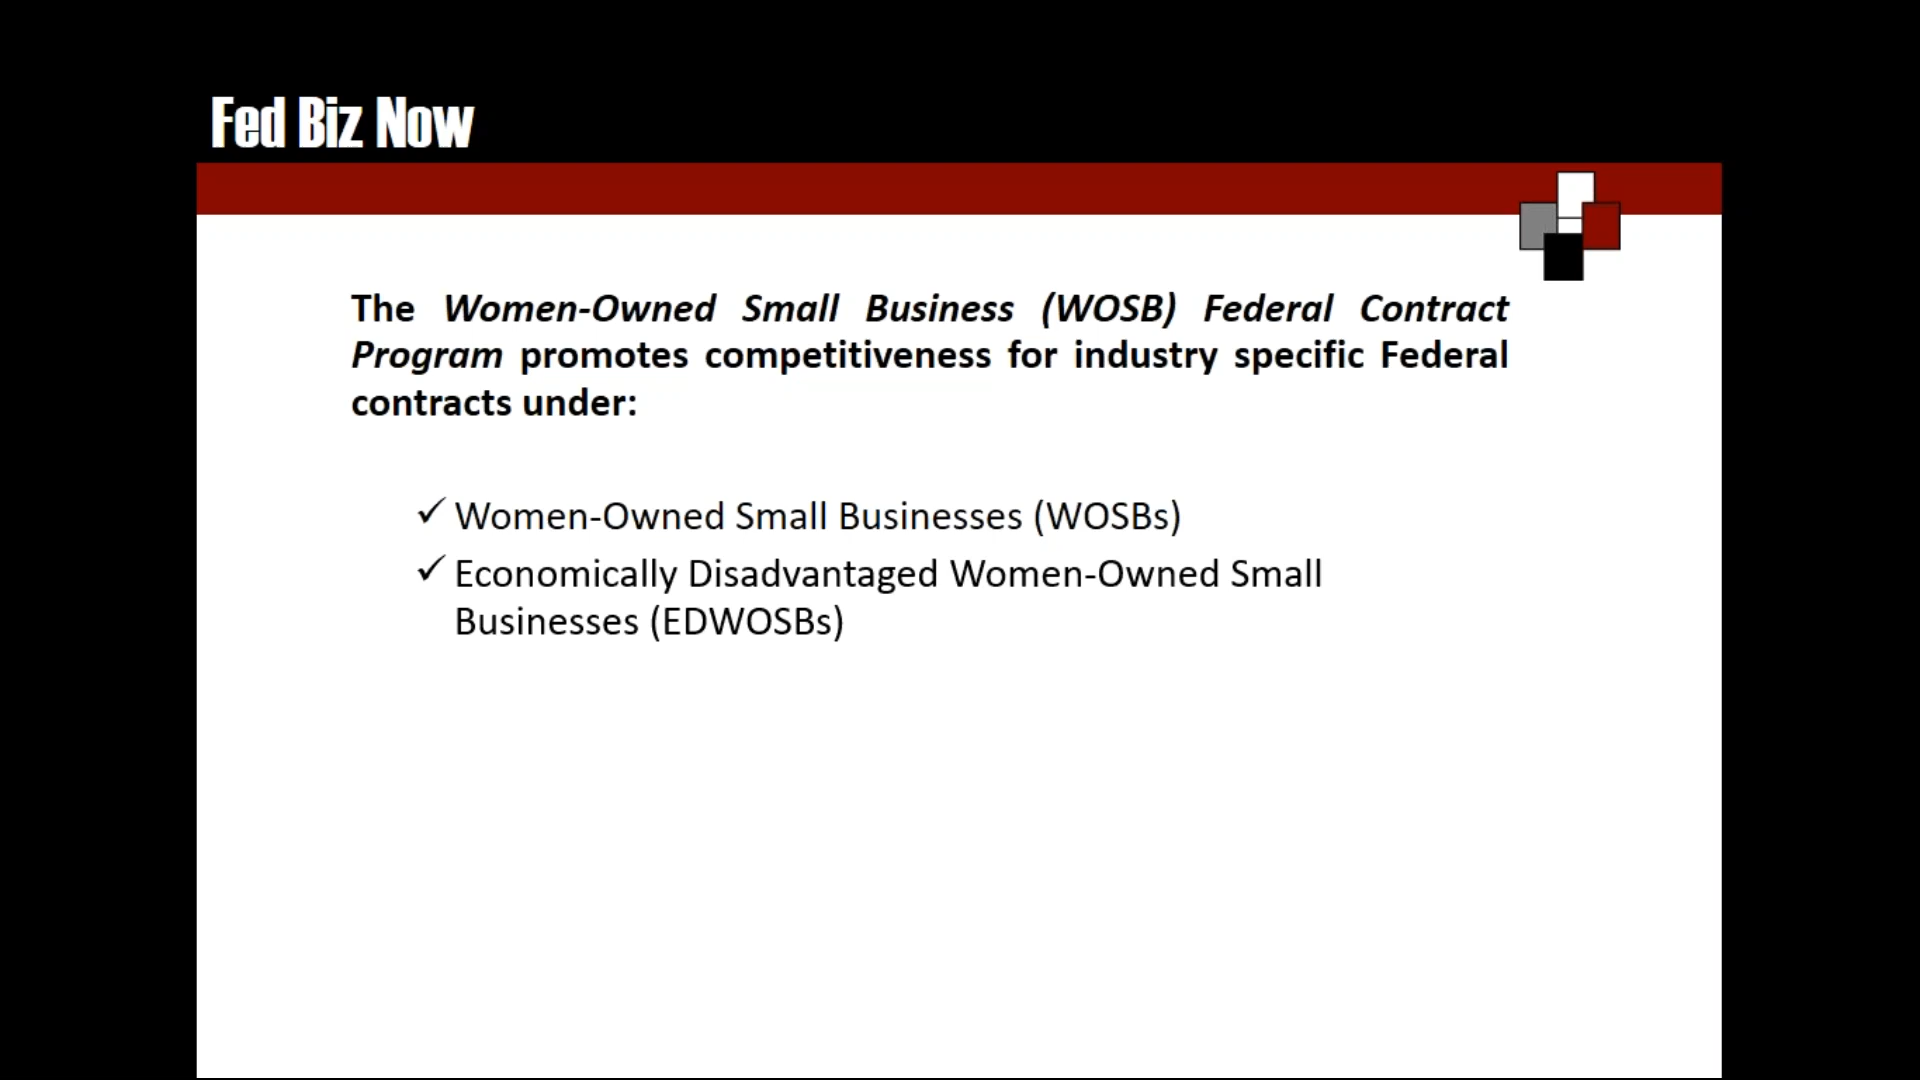 Fed Biz Now
The Women-Owned Small Business (WOSB) Federal Contract
Program promotes competitiveness for industry specific Federal
contracts under:
✓ Women-Owned Small Businesses (WOSBs)
✓ Economically Disadvantaged Women-Owned Small
Businesses (EDWOSBs)